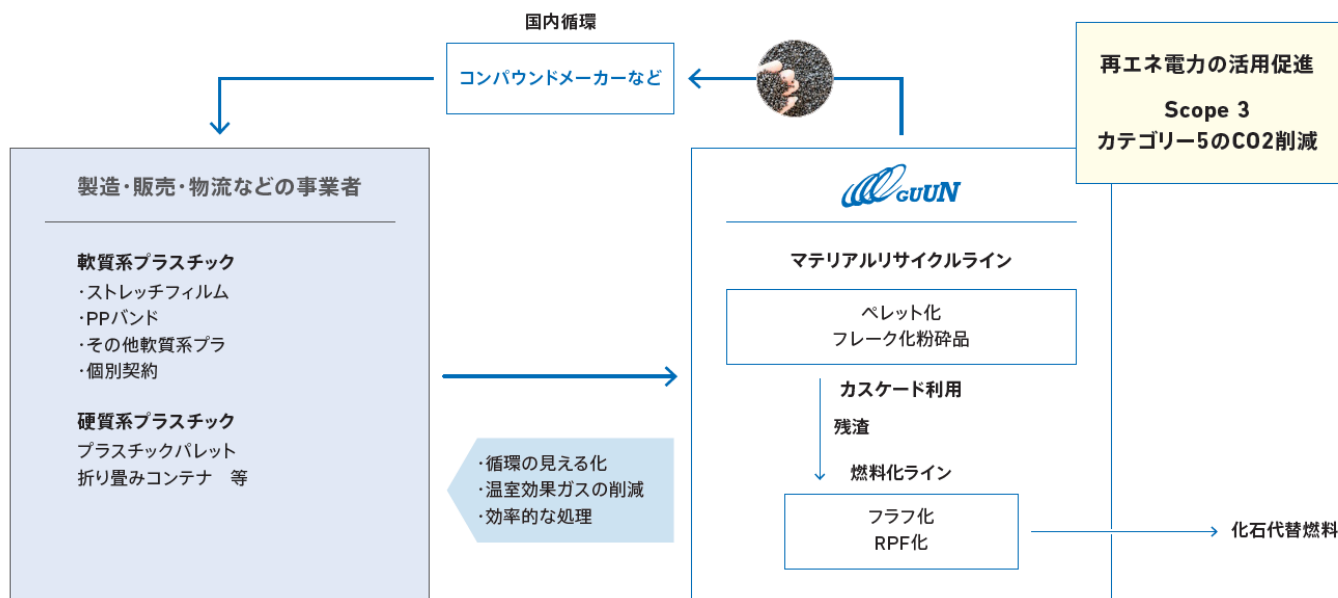 国内循環
コンパウンドメーカーなど
再エネ電力の活用促進
Scope 3
カテゴリー5のCO2削減
製造・販売・物流などの事業者
軟質系プラスチック
・ストレッチフィルム
・PPバンド
・その他軟質系プラ
・個別契約
硬質系プラスチック
プラスチックパレット
折り畳みコンテナ　等
・循環の見える化
・温室効果ガスの削減
・効率的な処理
GUUN
マテリアルリサイクルライン
ペレット化
フレーク化粉砕品
カスケード利用
残渣
燃料化ライン
フラフ化
RPF化
化石代替燃料